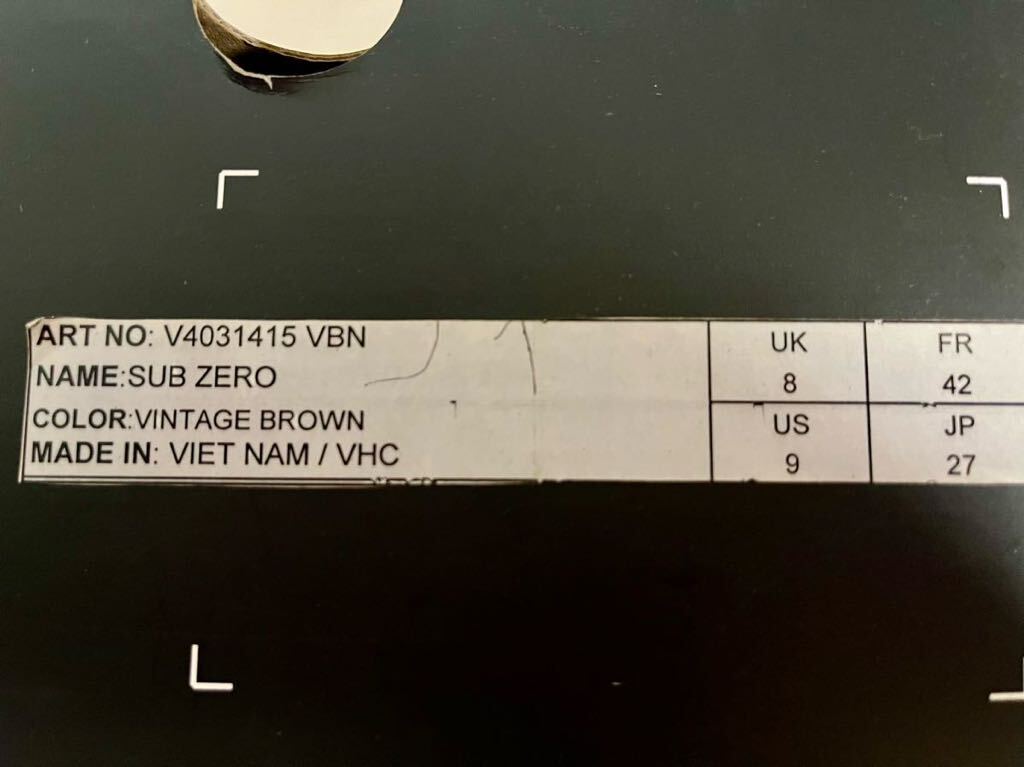 ART NO: V4031415 VBN
NAME:SUB ZERO
COLOR:VINTAGE BROWN
MADE IN: VIET NAM / VHC
UK FR
8 42
US JP
9 27